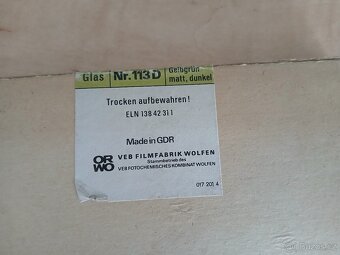 Glas Nr. 113 D Gelbgrün
matt, dunkel
Trocken aufbewahren!
ELN 138 42 31 1
Made in GDR
ORWO
VEB FILMFABRIK WOLFEN
Stammbetrieb des
VEB FOTOCHEMISCHES KOMBINAT WOLFEN
017 201 4